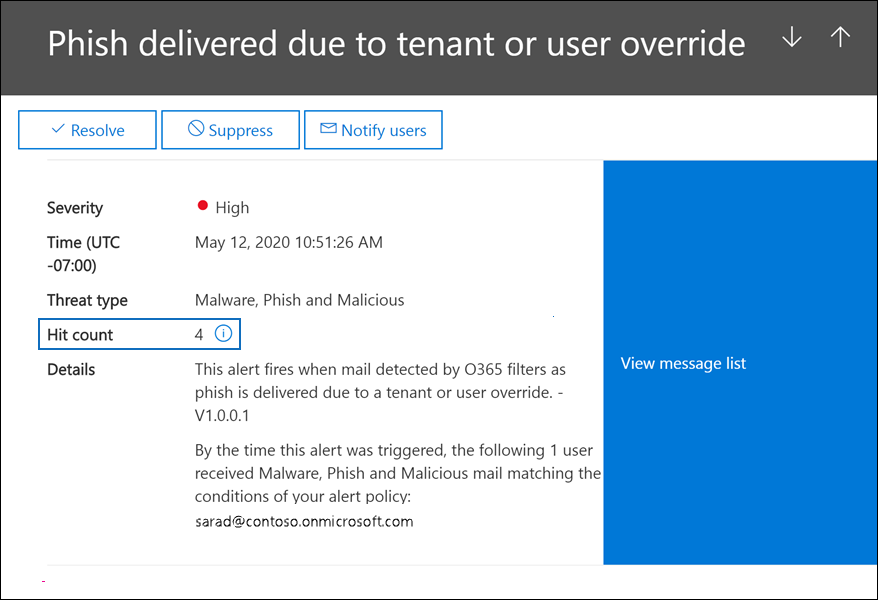 Phish delivered due to tenant or user override
Resolve
Suppress
Notify users
Severity
High
Time (UTC
-07:00)
May 12, 2020 10:51:26 AM
Threat type
Malware, Phish and Malicious
Hit count
4
Details
This alert fires when mail detected by O365 filters as
phish is delivered due to a tenant or user override. -
V1.0.0.1
By the time this alert was triggered, the following 1 user
received Malware, Phish and Malicious mail matching the
conditions of your alert policy:
sarad@contoso.onmicrosoft.com
View message list